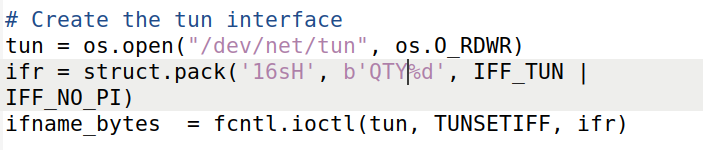 # Create the tun interface
tun = os.open("/dev/net/tun", os.O_RDWR)
ifr = struct.pack('16sH', b'QTY%d', IFF_TUN |
IFF_NO_PI)
ifname_bytes  = fcntl.ioctl(tun, TUNSETIFF, ifr)